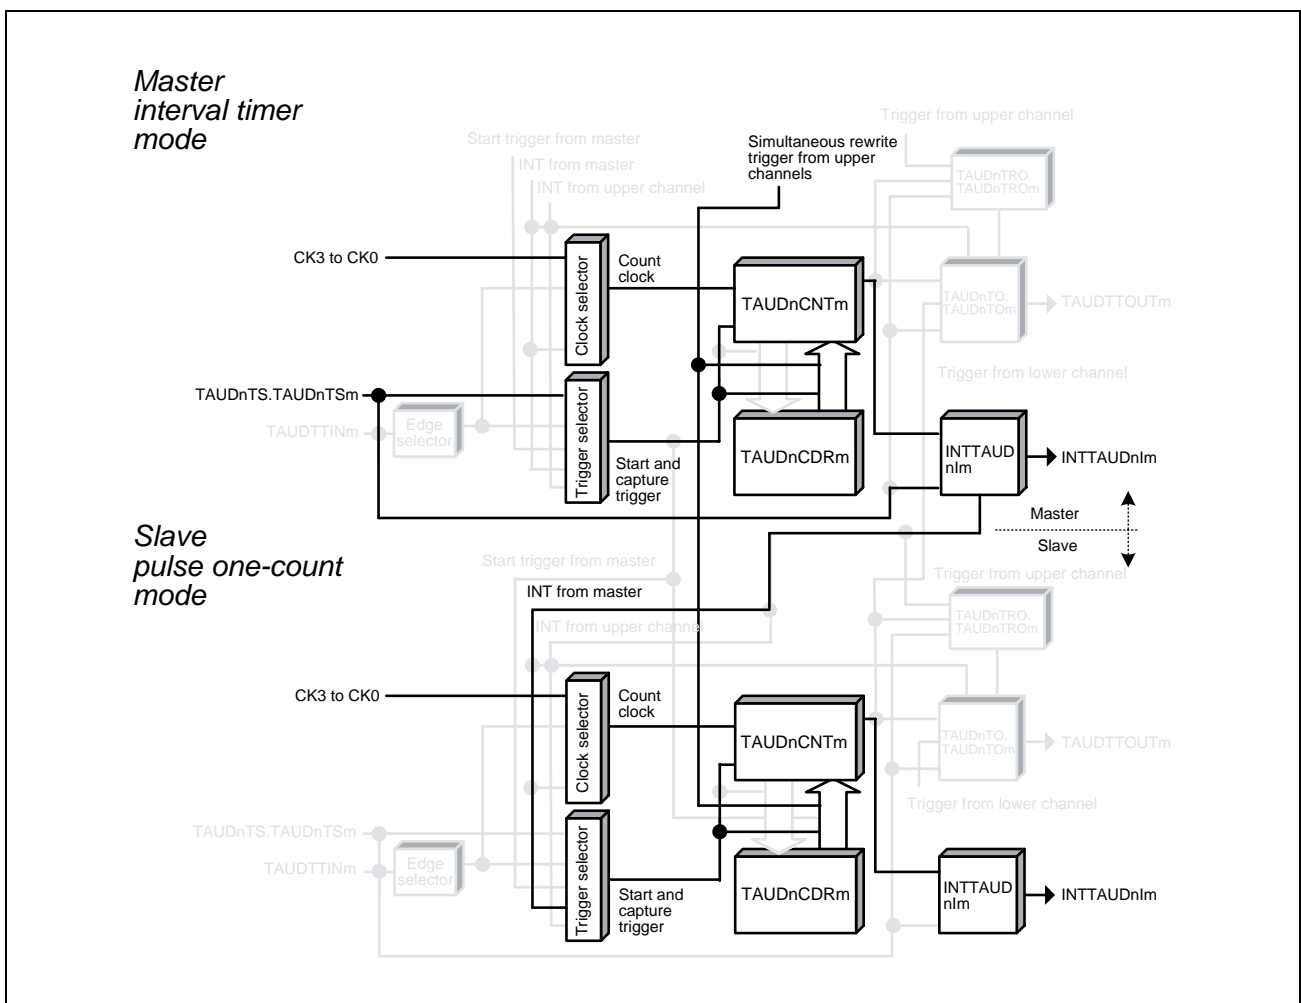 Master
interval timer
mode
Trigger from upper channel
Start trigger from master
Simultaneous rewrite
trigger from upper
channels
INT from master
INT from upper channel
TAUDnTRO.
TAUDnTROm
CK3 to CK0
Clock selector
Count
clock
TAUDnCNTm
TAUDnTO.
TAUDnTOm
TAUDTTOUTm
Trigger from lower channel
TAUDnTS.TAUDnTSm
TAUDTTINm
Edge
selector
Trigger selector
Start and
capture
trigger
TAUDnCDRm
INTTAUD
nIm
INTTAUDnIm
Master
Slave
Slave
pulse one-count
mode
Start trigger from master
Trigger from upper channel
INT from master
INT from upper channel
TAUDnTRO.
TAUDnTROm
CK3 to CK0
Clock selector
Count
clock
TAUDnCNTm
TAUDnTO.
TAUDnTOm
TAUDTTOUTm
Trigger from lower channel
TAUDnTS.TAUDnTSm
TAUDTTINm
Edge
selector
Trigger selector
Start and
capture
trigger
TAUDnCDRm
INTTAUD
nIm
INTTAUDnIm